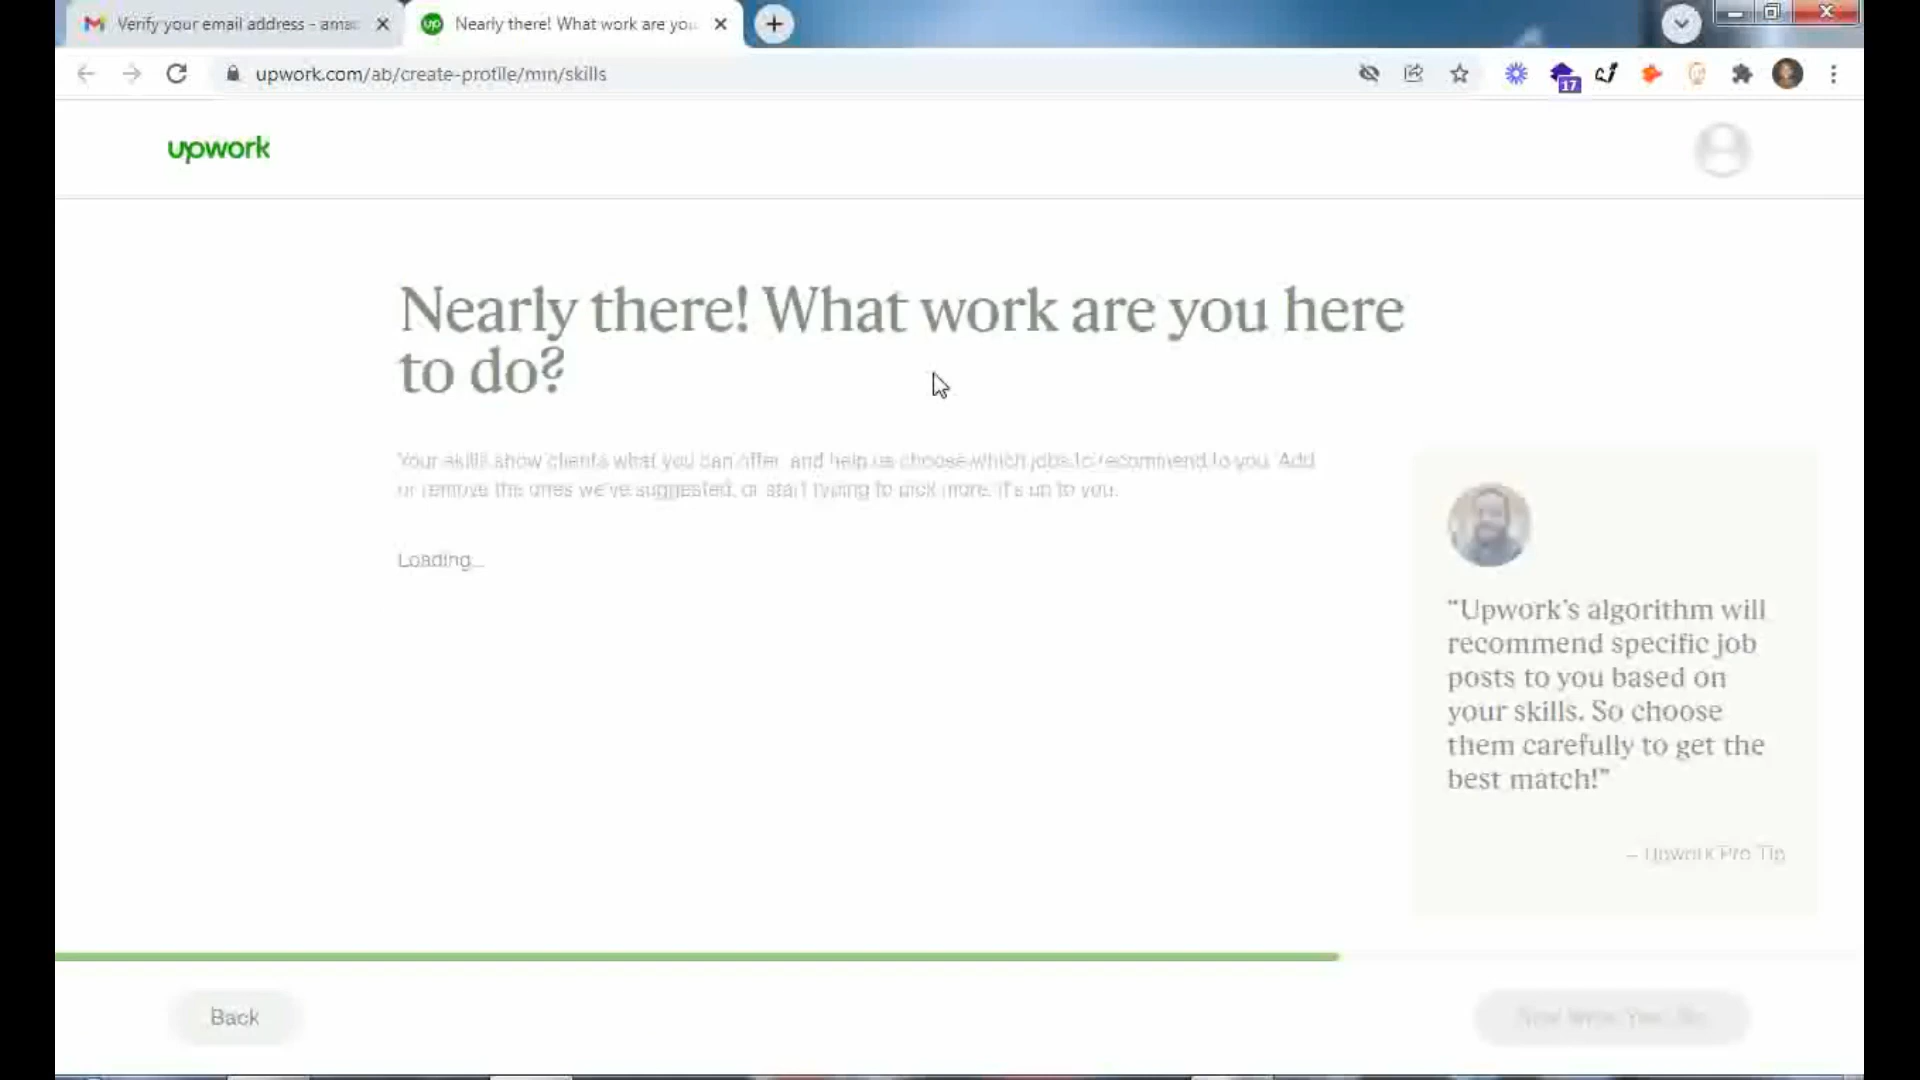 Verify your email address - ama
Nearly there! What work are you
upwork.com/ab/create-profile/min/skills
17
upwork
Nearly there! What work are you here
to do?
Your skills show clients what you can offer, and help us choose which jobs to recommend to you. Add
or remove the ones we've suggested, or start typing to pick more. It's up to you.
Loading...
“Upwork’s algorithm will
recommend specific job
posts to you based on
your skills. So choose
them carefully to get the
best match!”
– Upwork Pro Tip
Back